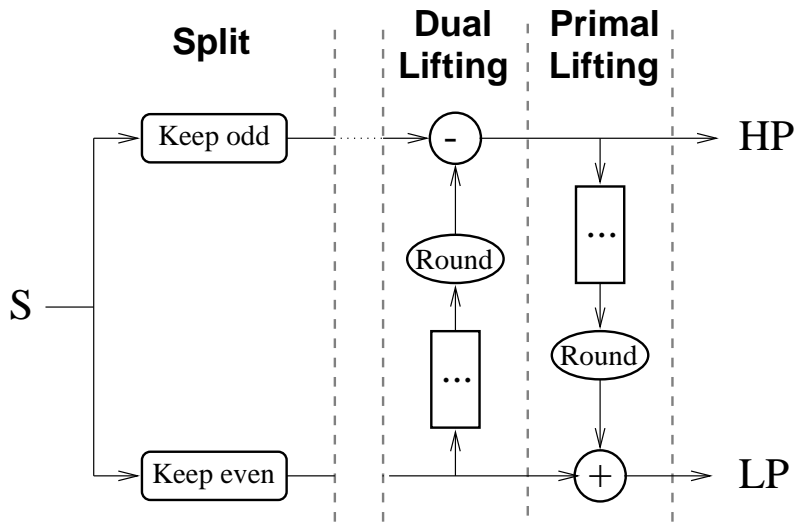 Split
Dual
Lifting
Primal
Lifting
Keep odd
-
HP
Round
...
S
...
Round
Keep even
+
LP